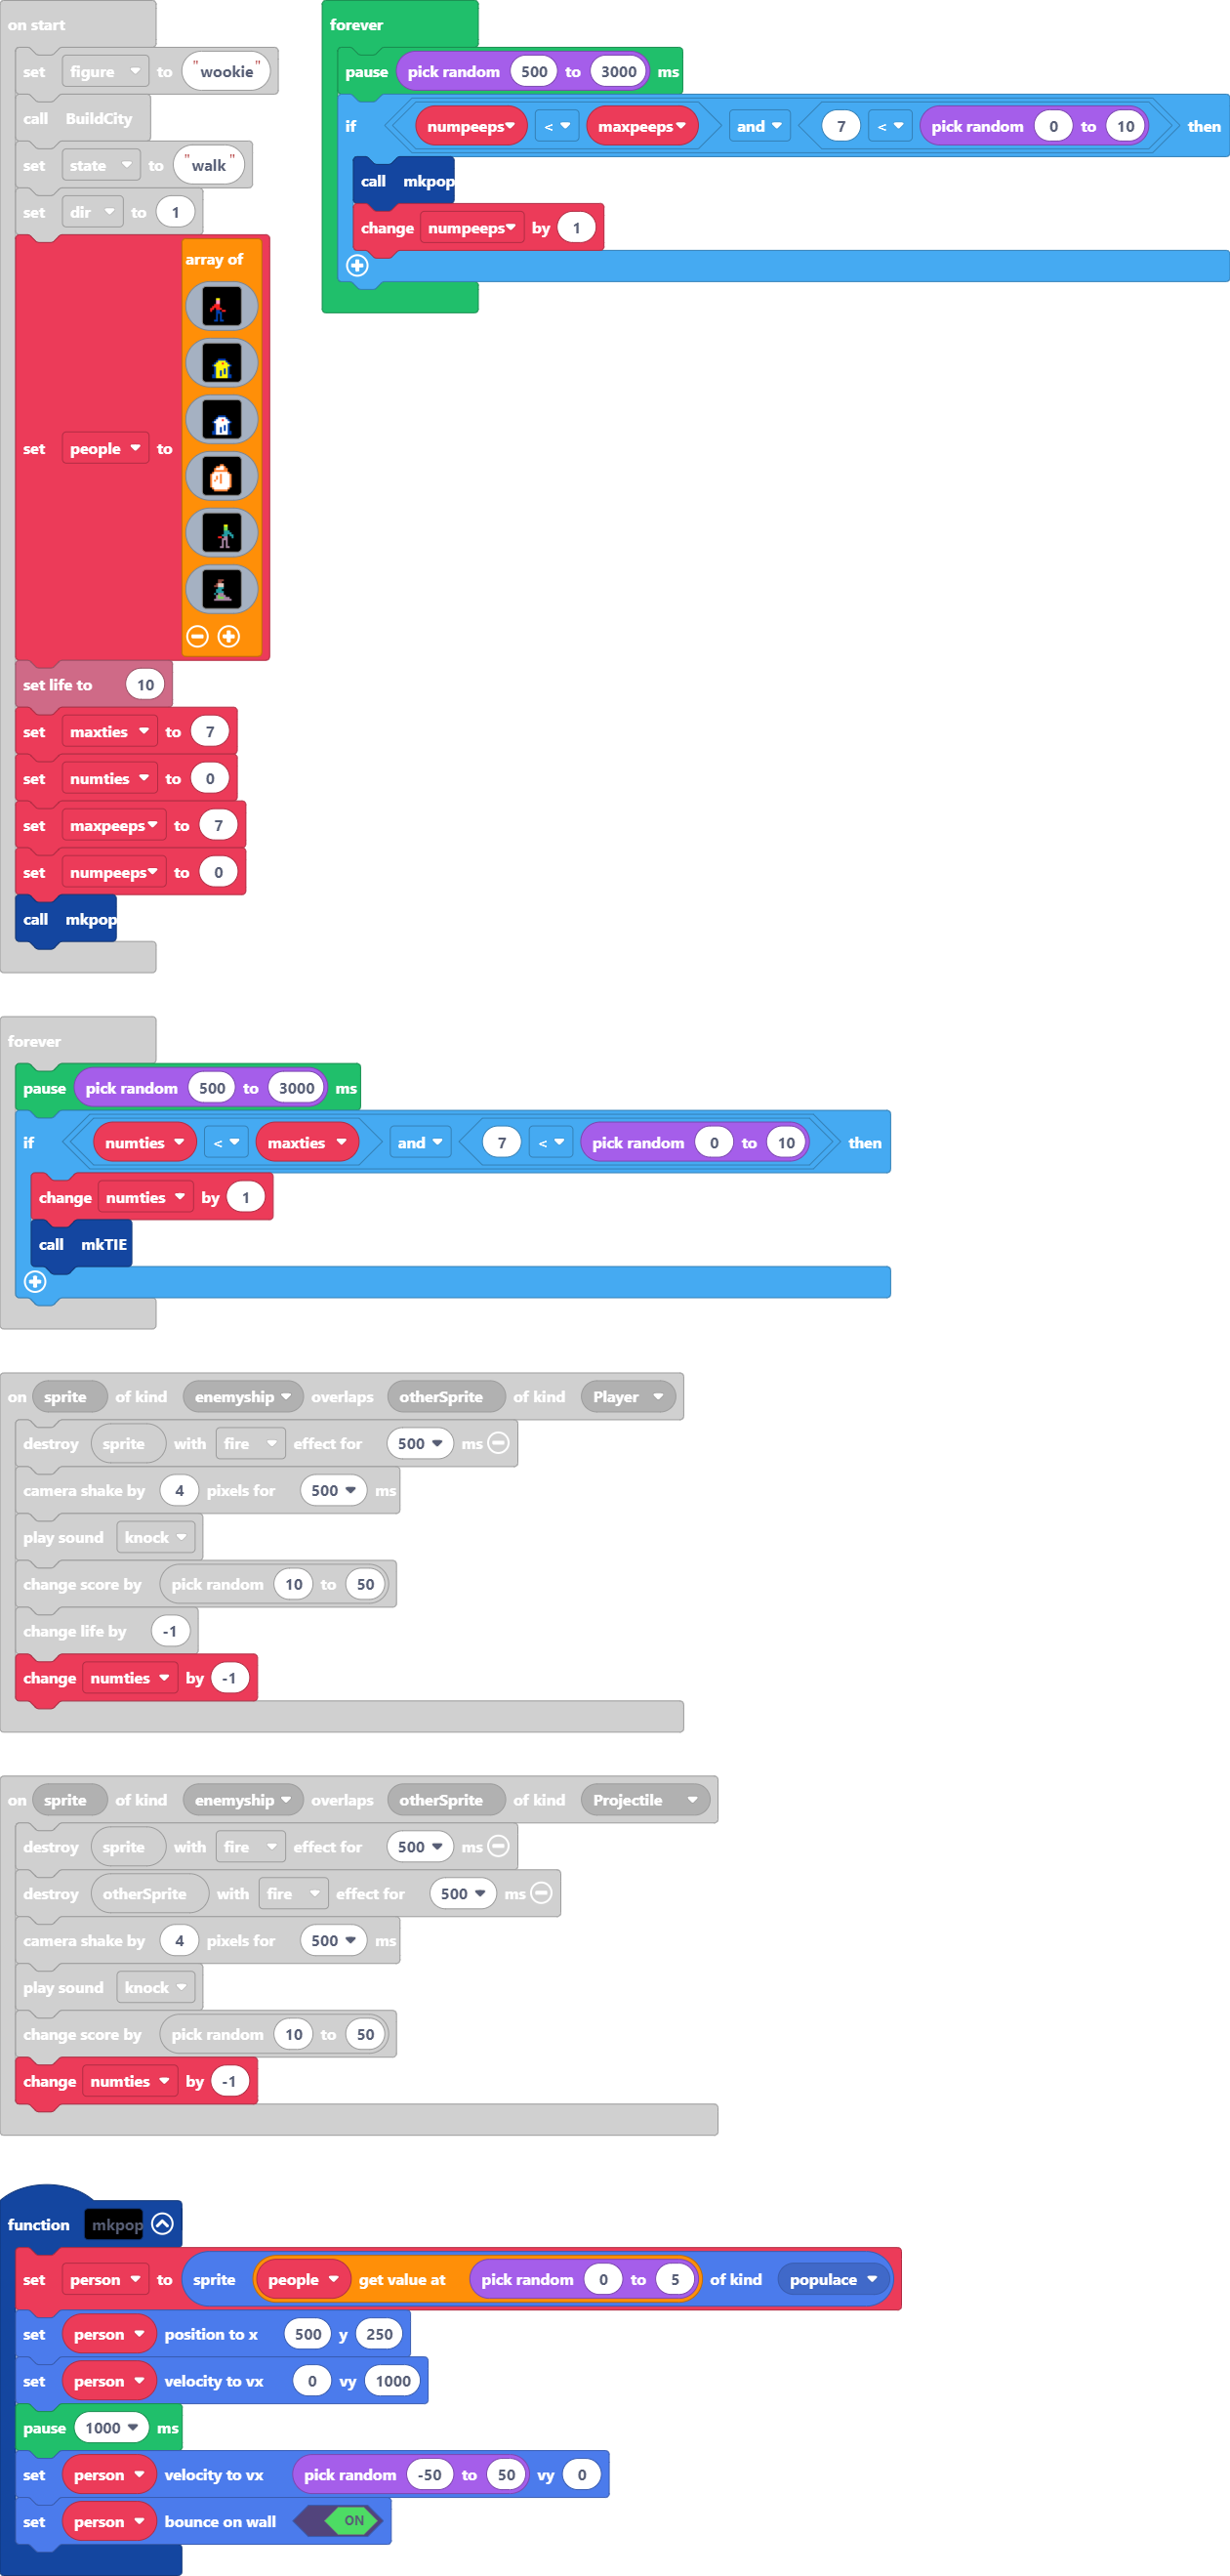 on start
set figure to "wookie"
call BuildCity
set state to "walk"
set dir to 1
set people to array of
set life to 10
set maxties to 7
set numties to 0
set maxpeeps to 7
set numpeeps to 0
call mkpop
forever
pause pick random 500 to 3000 ms
if numpeeps < maxpeeps and 7 < pick random 0 to 10 then
call mkpop
change numpeeps by 1
forever
pause pick random 500 to 3000 ms
if numties < maxties and 7 < pick random 0 to 10 then
change numties by 1
call mkTIE
on sprite of kind enemyship overlaps otherSprite of kind Player
destroy sprite with fire effect for 500 ms
camera shake by 4 pixels for 500 ms
play sound knock
change score by pick random 10 to 50
change life by -1
change numties by -1
on sprite of kind enemyship overlaps otherSprite of kind Projectile
destroy sprite with fire effect for 500 ms
destroy otherSprite with fire effect for 500 ms
camera shake by 4 pixels for 500 ms
play sound knock
change score by pick random 10 to 50
change numties by -1
function mkpop
set person to sprite people get value at pick random 0 to 5 of kind populace
set person position to x 500 y 250
set person velocity to vx 0 vy 1000
pause 1000 ms
set person velocity to vx pick random -50 to 50 vy 0
set person bounce on wall ON